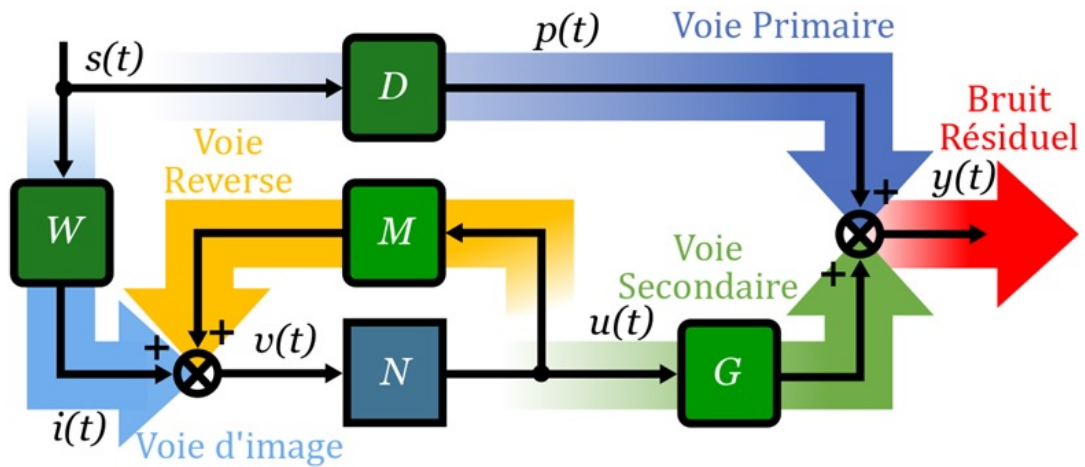 s(t)
p(t)
Voie Primaire
D
Bruit
Résiduel
Voie
Reverse
y(t)
+
W
M
Voie
Secondaire
+
+
+
v(t)
u(t)
N
G
i(t)
Voie d'image